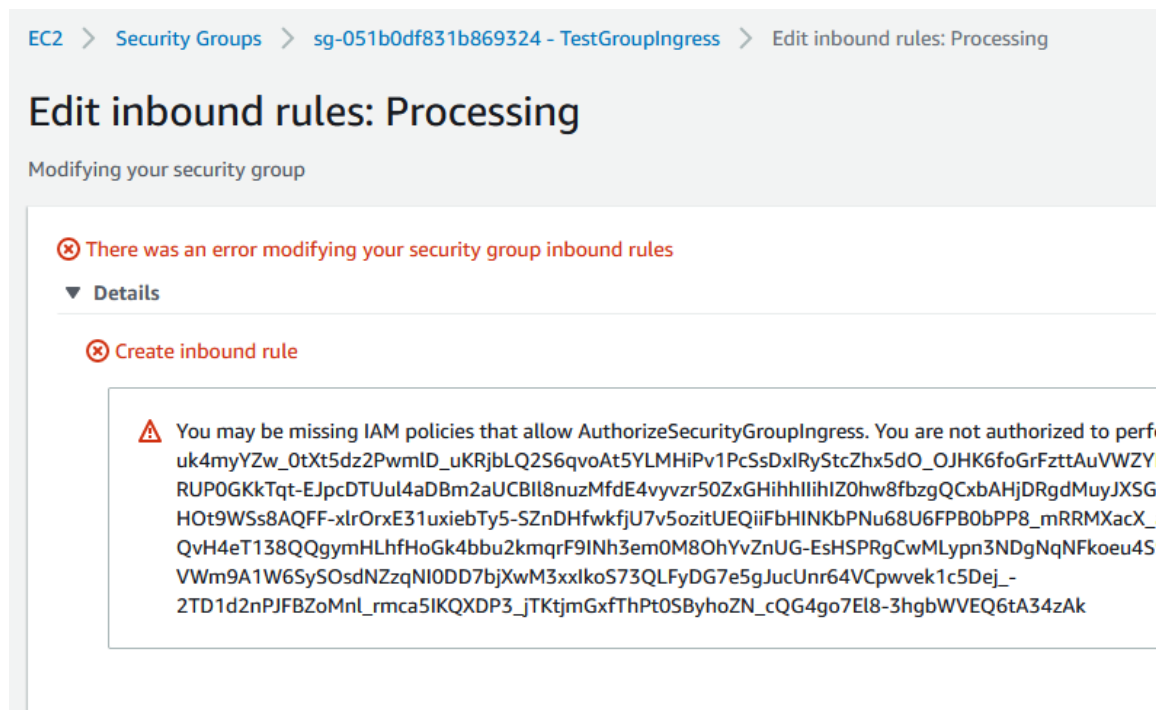 EC2 > Security Groups > sg-051b0df831b869324 - TestGroupIngress > Edit inbound rules: Processing
Edit inbound rules: Processing
Modifying your security group
There was an error modifying your security group inbound rules
Details
Create inbound rule
You may be missing IAM policies that allow AuthorizeSecurityGroupIngress. You are not authorized to perf
uk4myYZw_0tXt5dz2PwmlD_uKRjbLQ2S6qvoAt5YLMHiPv1PcSsDxIRyStcZhx5dO_OJHK6foGrFzttAuVWZY
RUP0GKkTqt-EJpcDTUul4aDBm2aUCBIl8nuzMfdE4vyvzr50ZxGHihhIIihIZ0hw8fbzgQCxbAHjDRgdMuyJXSG
HOt9WSs8AQFF-xlrOrxE31uxiebTy5-SZnDHfwkfjU7v5ozitUEQiiFbHINKbPNu68U6FPB0bPP8_mRRMXacX_
QvH4eT138QQgymHLhfHoGk4bbu2kmqrF9INh3em0M8OhYvZnUG-EsHSPRgCwMLypn3NDgNqNFkoeu4S
VWm9A1W6SySOsdNZzqNI0DD7bjXwM3xxIkoS73QLFyDG7e5gJucUnr64VCpwvek1c5Dej_-
2TD1d2nPJFBZoMnl_rmca5IKQXDP3_jTKtjmGxfThPt0SByhoZN_cQG4go7El8-3hgbWVEQ6tA34zAk